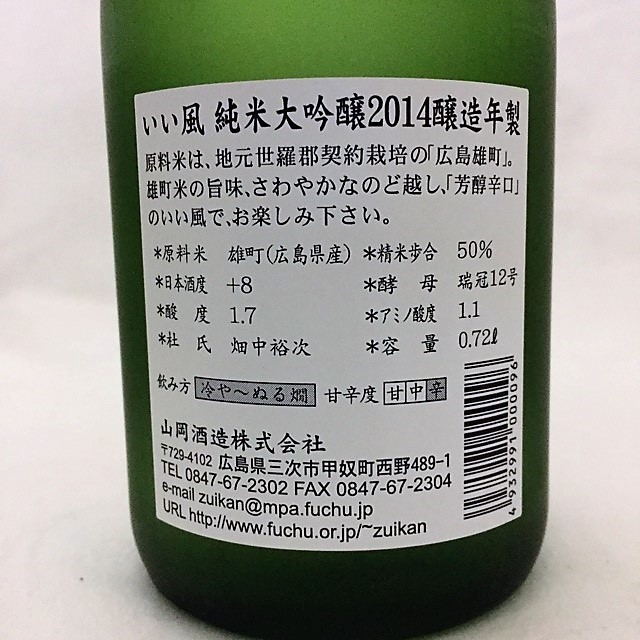 いい風 純米大吟醸2014醸造年製
原料米は、地元世羅郡契約栽培の「広島雄町」。
雄町米の旨味、さわやかなのど越し、「芳醇辛口」
のいい風で、お楽しみ下さい。
*原料米 雄町(広島県産) *精米歩合 50%
*日本酒度 +8 *酵母 瑞冠12号
*酸度 1.7 *アミノ酸度 1.1
*杜氏 畑中裕次 *容量 0.72ℓ
飲み方 冷や〜ぬる燗 甘辛度 甘中辛
山岡酒造株式会社
〒729-4102 広島県三次市甲奴町西野489-1
TEL 0847-67-2302 FAX 0847-67-2304
e-mail zuikan@mpa.fuchu.jp
URL http://www.fuchu.or.jp/~zuikan
4932991000096